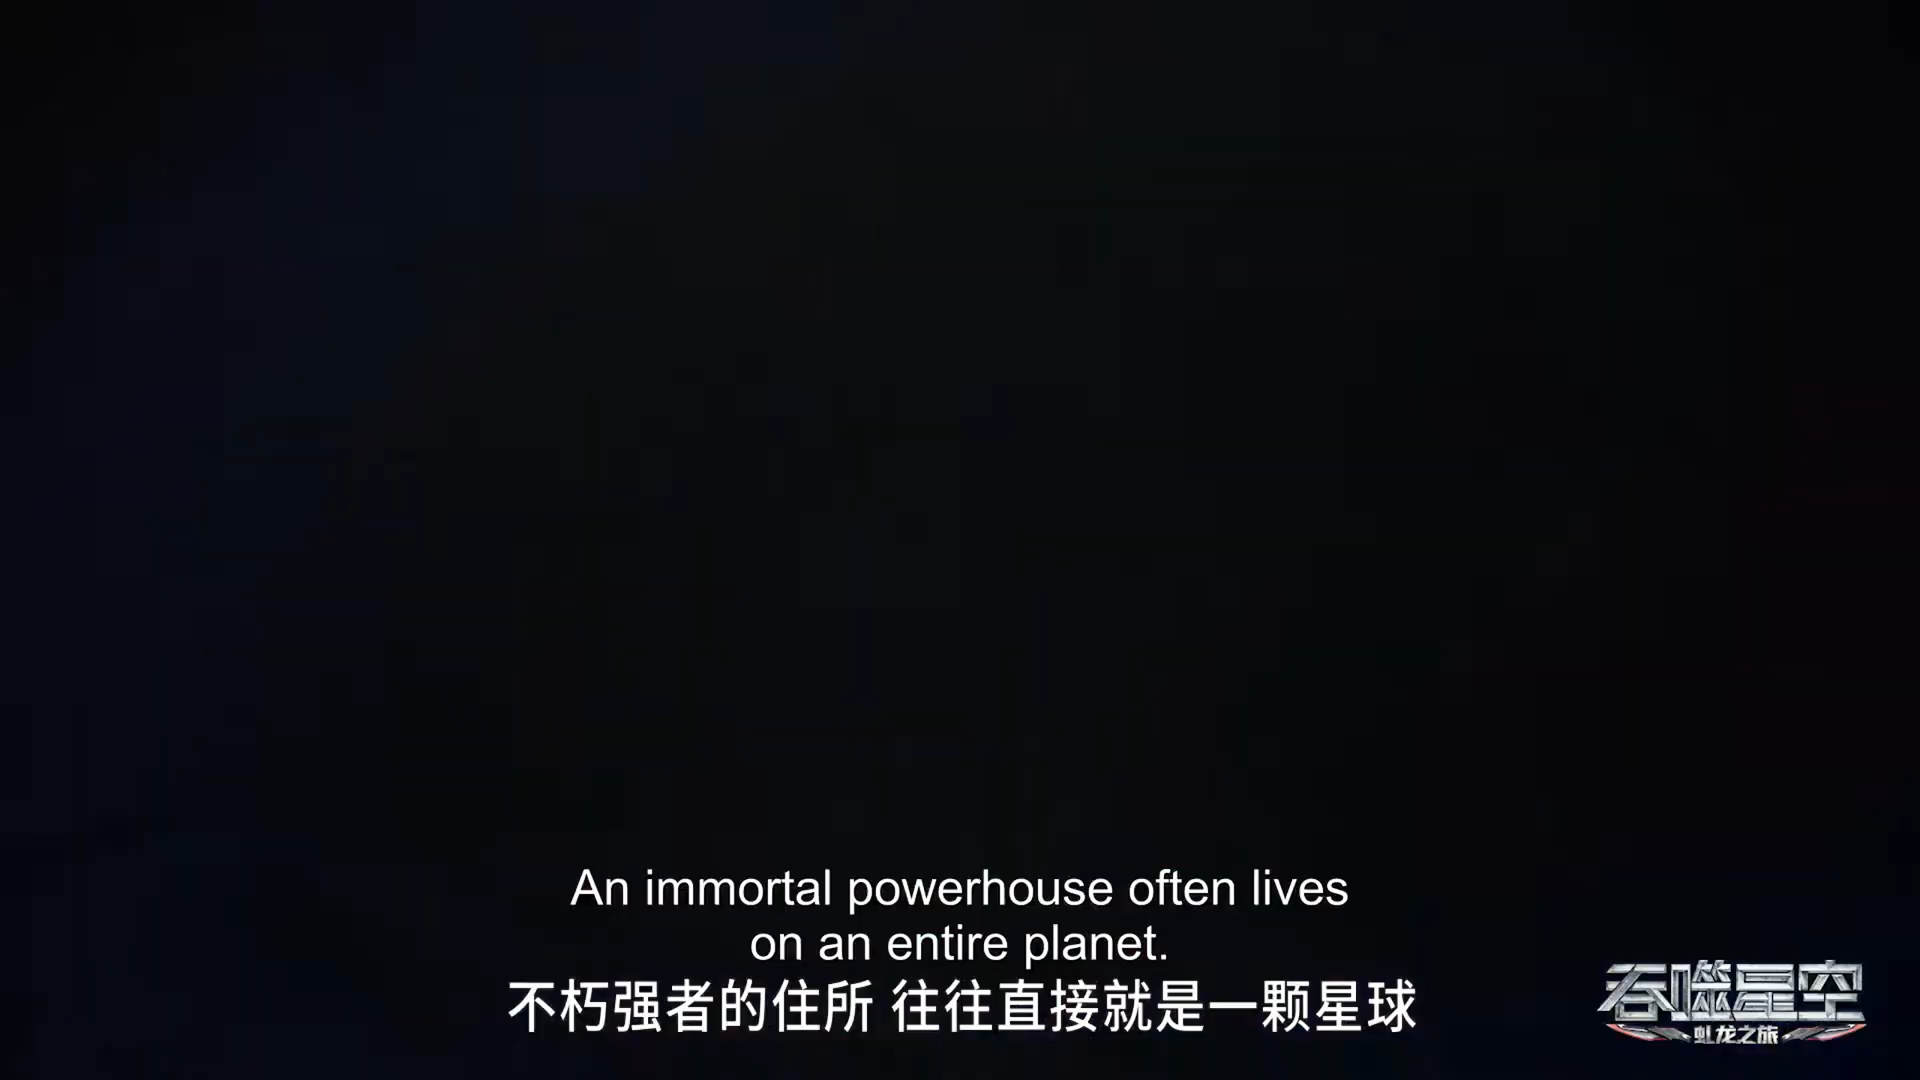 An immortal powerhouse often lives
on an entire planet.
不朽强者的住所 往往直接就是一颗星球
吞噬星空
虬龙之旅